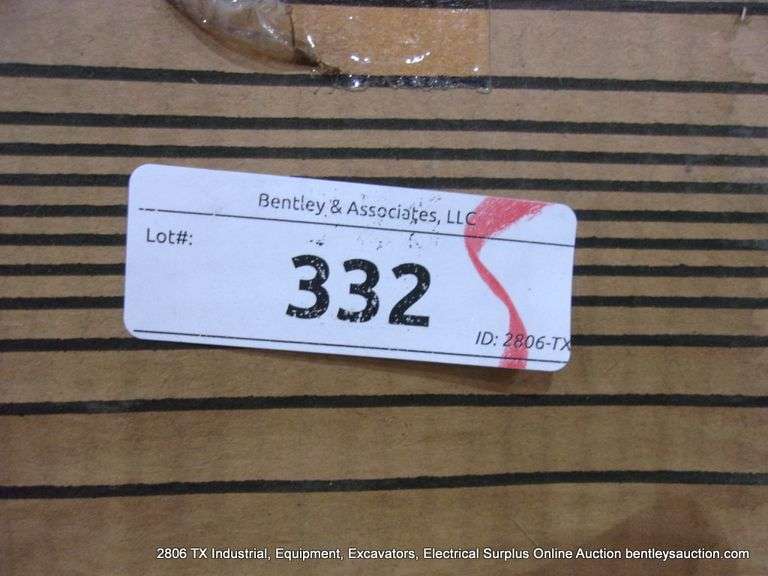 Bentley & Associates, LLC
Lot#:
332
ID: 2806-TX
2806 TX Industrial, Equipment, Excavators, Electrical Surplus Online Auction bentleysauction.com